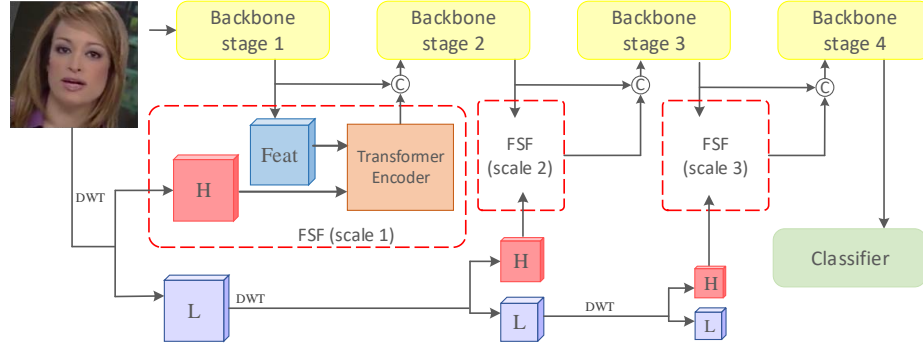 Backbone
stage 1
Backbone
stage 2
Backbone
stage 3
Backbone
stage 4
C
C
C
Feat
Transformer
Encoder
FSF
(scale 2)
FSF
(scale 3)
DWT
H
FSF (scale 1)
H
Classifier
L
DWT
L
DWT
H
L